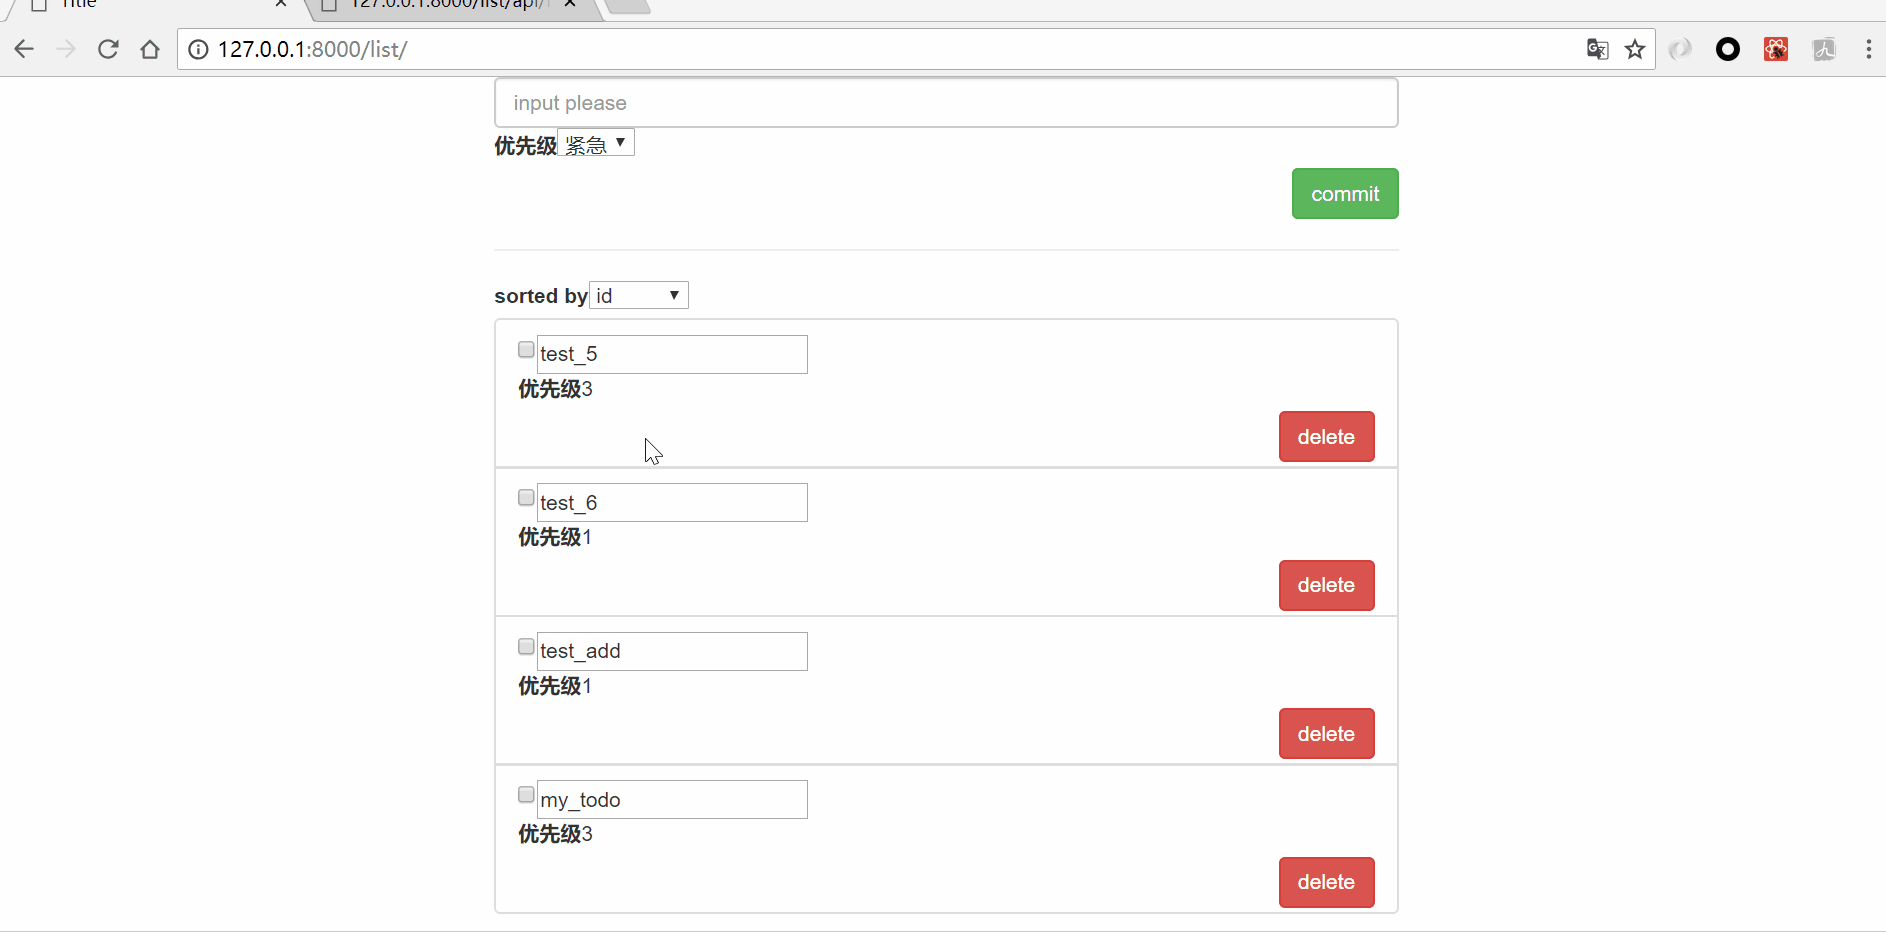 Title
127.0.0.1:8000/list/api/
127.0.0.1:8000/list/
input please
优先级 紧急
commit
sorted by id
test_5
优先级3
delete
test_6
优先级1
delete
test_add
优先级1
delete
my_todo
优先级3
delete